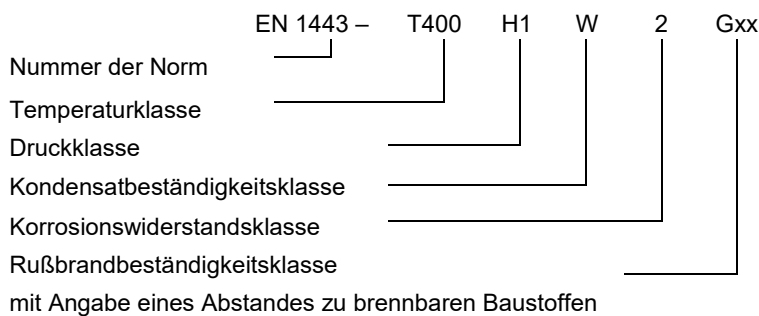 EN 1443 – T400 H1 W 2 Gxx
Nummer der Norm
Temperaturklasse
Druckklasse
Kondensatbeständigkeitsklasse
Korrosionswiderstandsklasse
Rußbrandbeständigkeitsklasse
mit Angabe eines Abstandes zu brennbaren Baustoffen